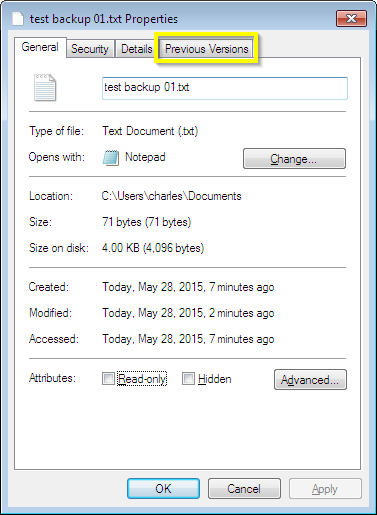 test backup 01.txt Properties
General Security Details Previous Versions
test backup 01.txt
Type of file: Text Document (.txt)
Opens with: Notepad Change...
Location: C:\Users\charles\Documents
Size: 71 bytes (71 bytes)
Size on disk: 4.00 KB (4,096 bytes)
Created: Today, May 28, 2015, 7 minutes ago
Modified: Today, May 28, 2015, 2 minutes ago
Accessed: Today, May 28, 2015, 7 minutes ago
Attributes: Read-only Hidden Advanced...
OK Cancel Apply